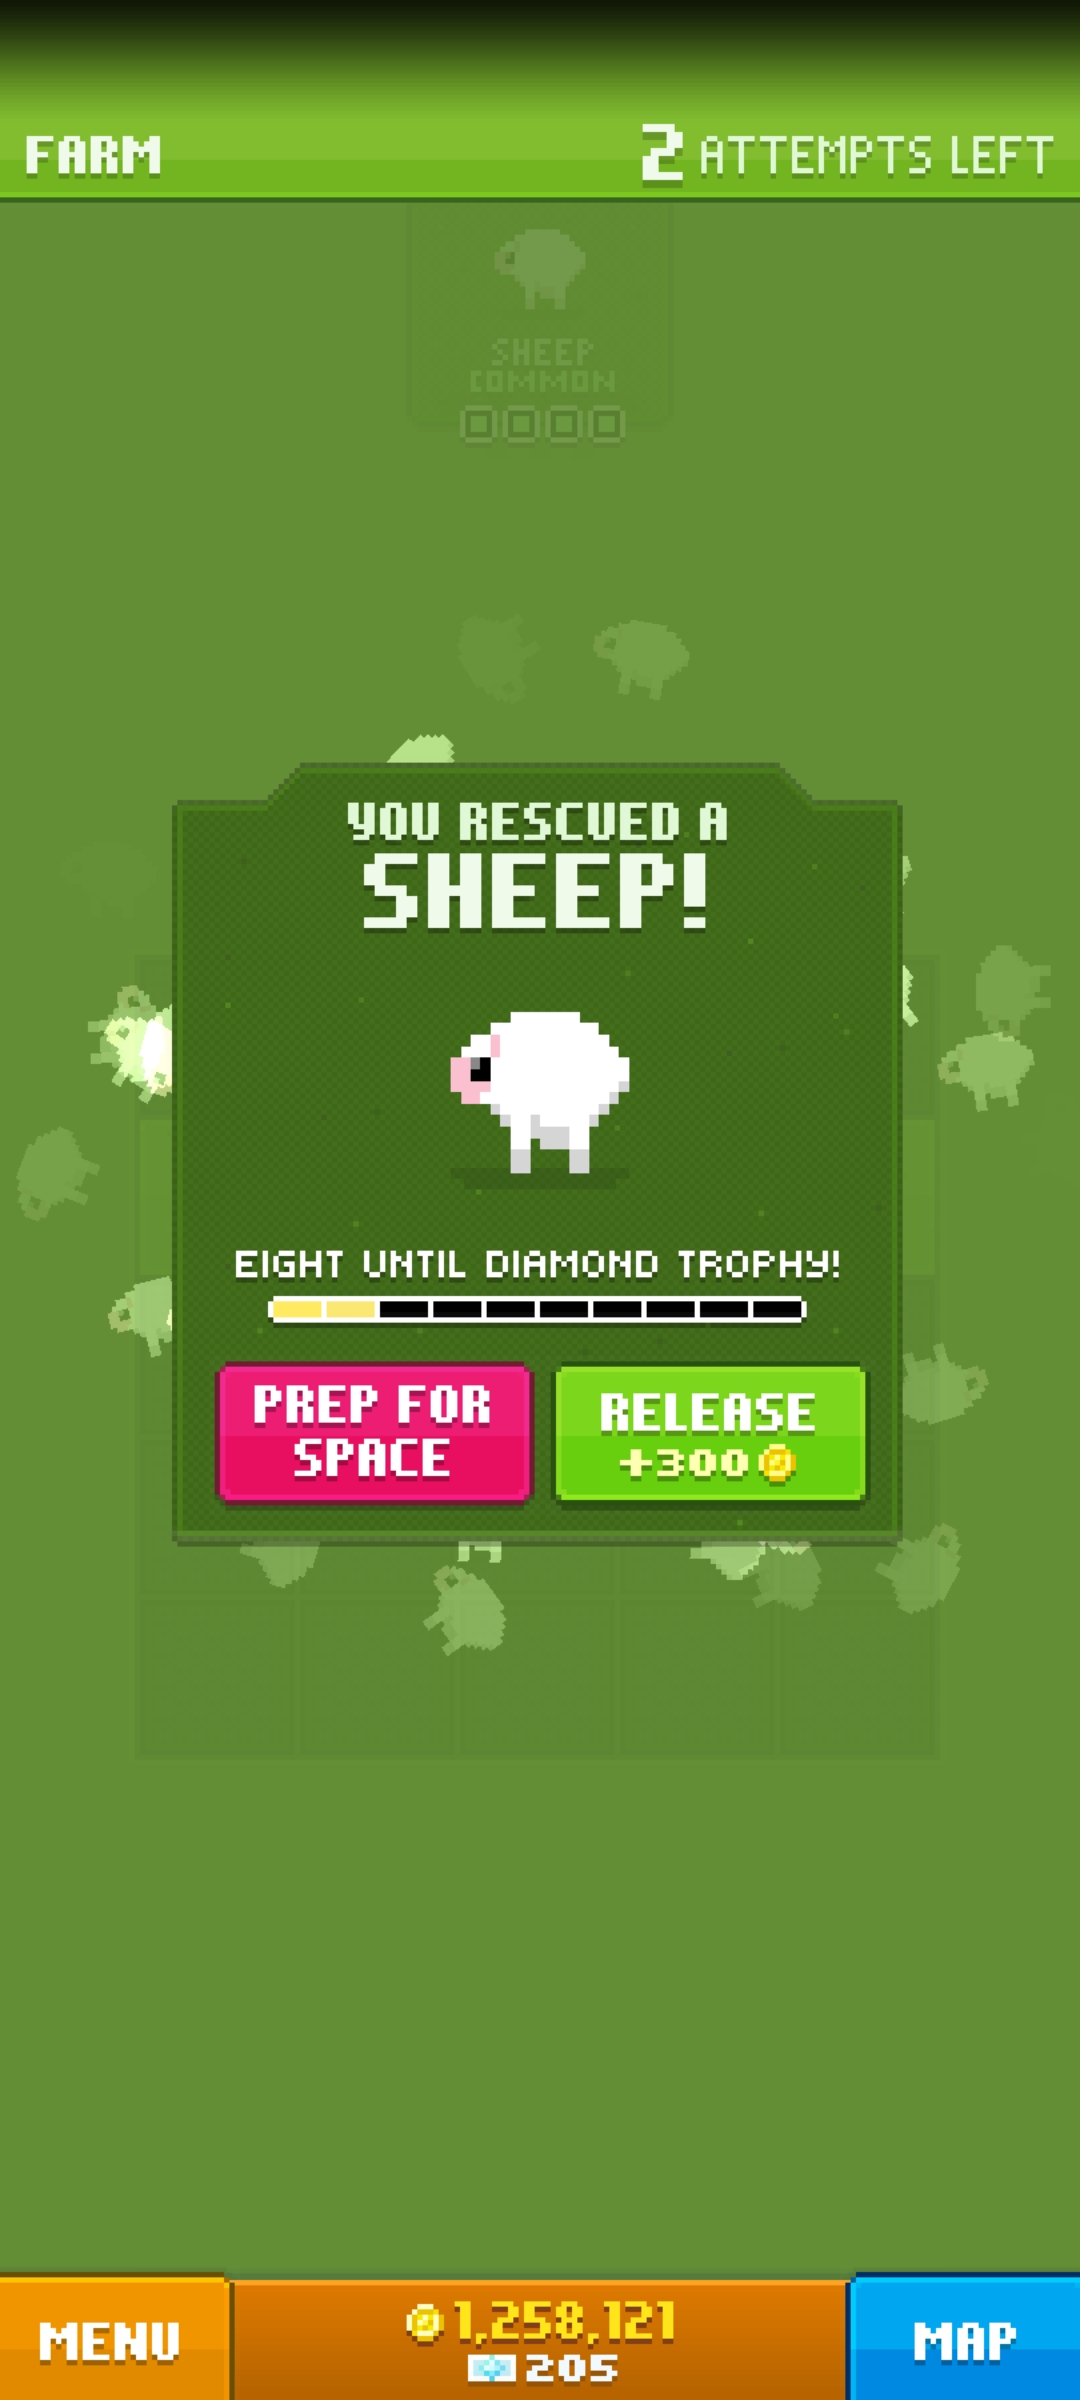 FARM
2 ATTEMPTS LEFT
SHEEP
COMMON
YOU RESCUED A
SHEEP!
EIGHT UNTIL DIAMOND TROPHY!
PREP FOR
SPACE
RELEASE
+300
MENU
1,258,121
205
MAP